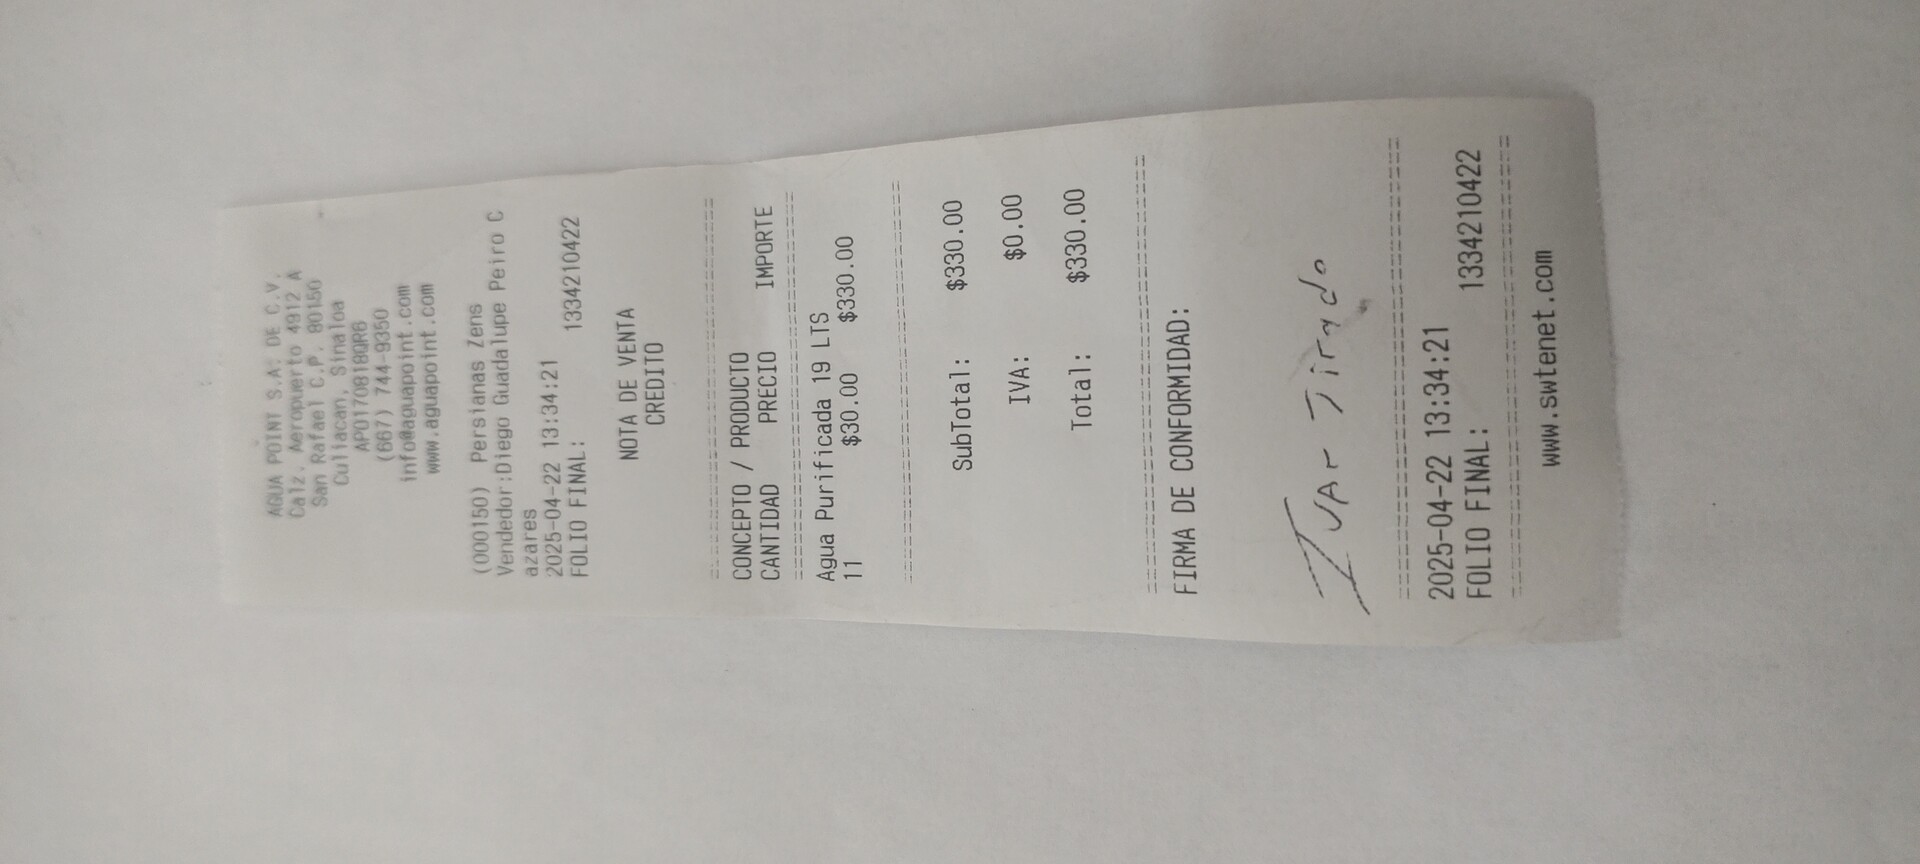 AGUA POINT S.A. DE C.V.
Calz. Aeropuerto 4912 A
San Rafael C.P. 80150
Culiacan, Sinaloa
APO170818QR6
(667) 744-9350
info@aguapoint.com
www.aguapoint.com
(000150) Persianas Zens
Vendedor:Diego Guadalupe Peiro C
azares
2025-04-22 13:34:21
FOLIO FINAL: 1334210422
NOTA DE VENTA
CREDITO
CONCEPTO / PRODUCTO
CANTIDAD PRECIO IMPORTE
Agua Purificada 19 LTS
11 $30.00 $330.00
SubTotal: $330.00
IVA: $0.00
Total: $330.00
FIRMA DE CONFORMIDAD:
IVAr Tirado
2025-04-22 13:34:21
FOLIO FINAL: 1334210422
www.swtenet.com